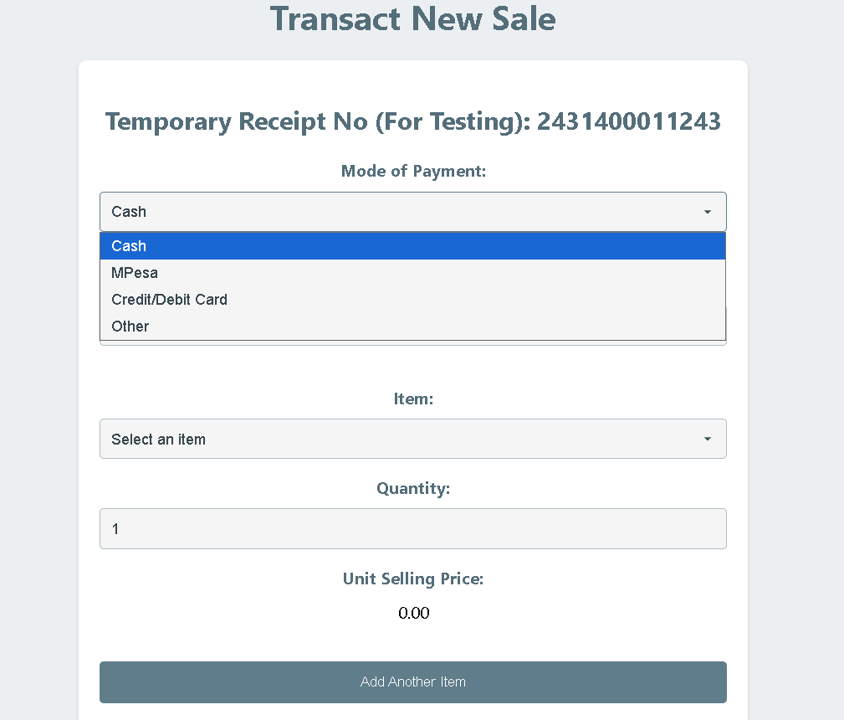 Transact New Sale
Temporary Receipt No (For Testing): 2431400011243
Mode of Payment:
Cash
Cash
MPesa
Credit/Debit Card
Other
Item:
Select an item
Quantity:
1
Unit Selling Price:
0.00
Add Another Item